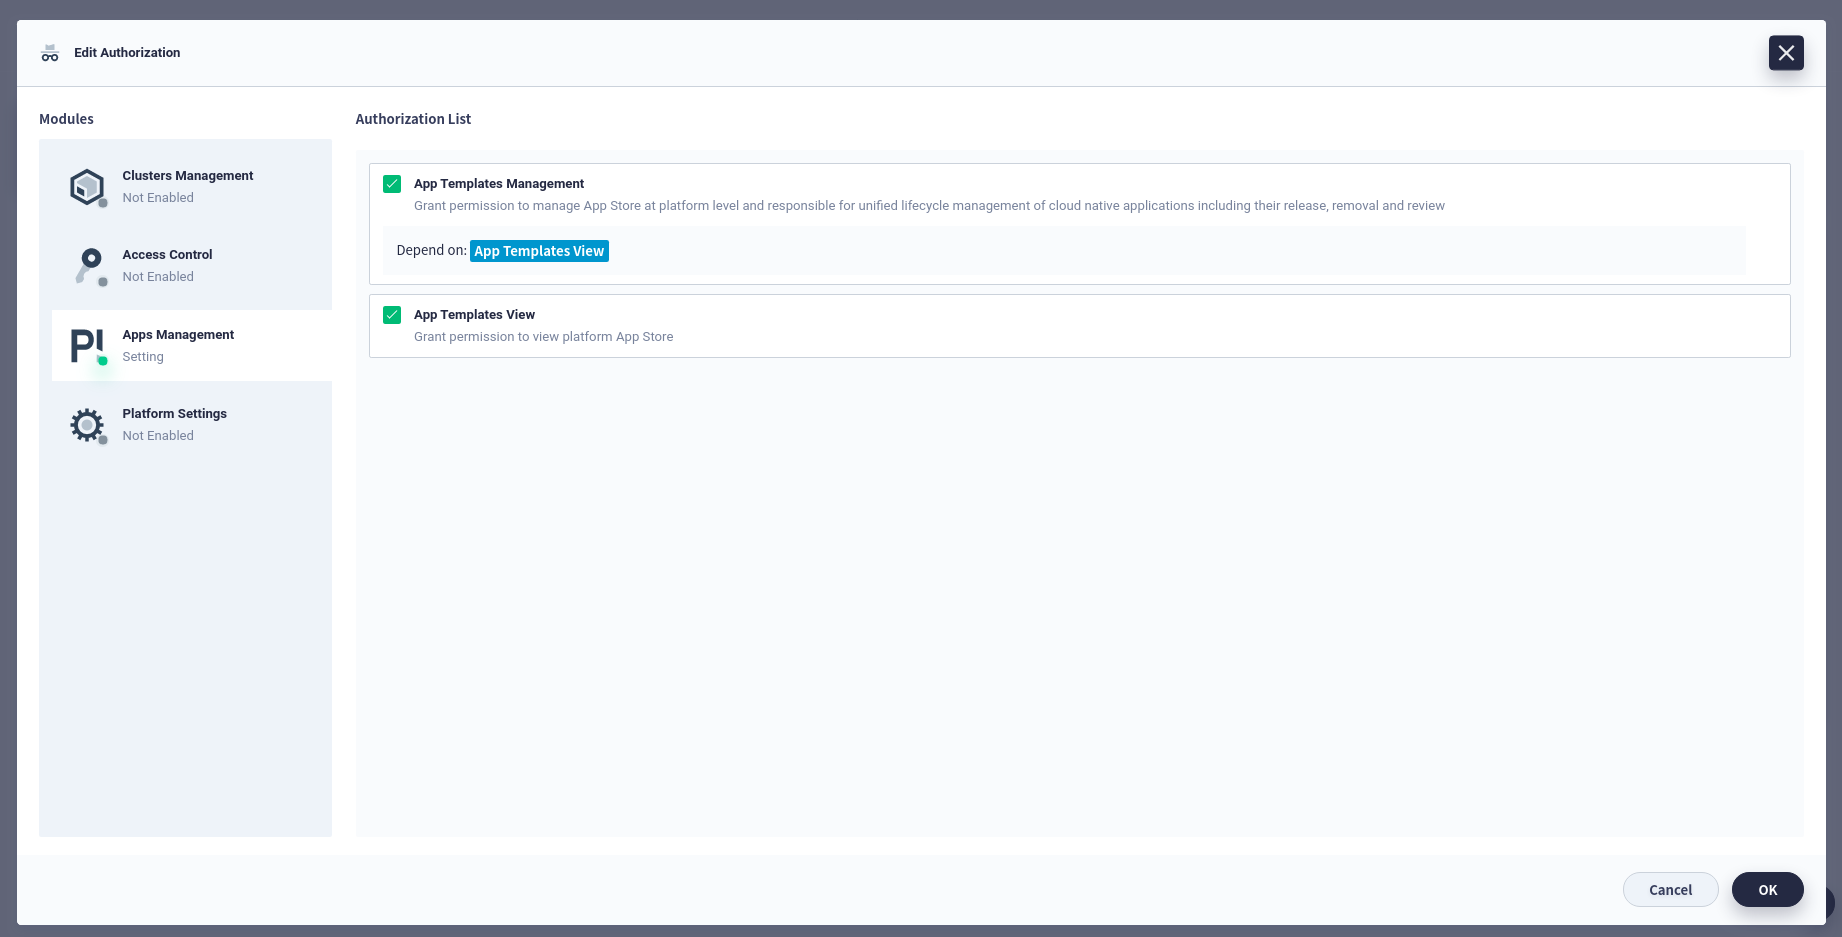 Edit Authorization
Modules
Clusters Management
Not Enabled
Access Control
Not Enabled
Apps Management
Setting
Platform Settings
Not Enabled
Authorization List
App Templates Management
Grant permission to manage App Store at platform level and responsible for unified lifecycle management of cloud native applications including their release, removal and review
Depend on: App Templates View
App Templates View
Grant permission to view platform App Store
Cancel
OK